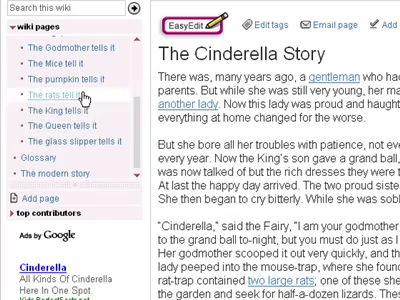 Search this wiki
EasyEdit
Edit tags
Email page
Add
wiki pages
The Godmother tells it
The Mice tell it
The pumpkin tells it
The rats tell it
The King tells it
The Queen tells it
The glass slipper tells it
Glossary
The modern story
Add page
top contributors
Ads by Google
Cinderella
All Kinds Of Cinderella
Here In One Spot.
The Cinderella Story
There was, many years ago, a gentleman who had
parents. But while she was still very young, her
another lady. Now this lady was proud and
everything at home changed for the worse.
But she bore all her troubles with patience, not
every year. Now the King's son gave a grand ball,
was now talked of but the rich dresses they were
At last the happy day arrived. The two proud
She then began to cry bitterly. While she was
"Cinderella," said the Fairy, "I am your
to the grand ball to-night, but you must do just as I
Her godmother scooped it out very quickly, and
lady peeped into the mouse-trap, where she
rat-trap contained two large rats; one of these
the garden and seek for half-a-dozen lizards.